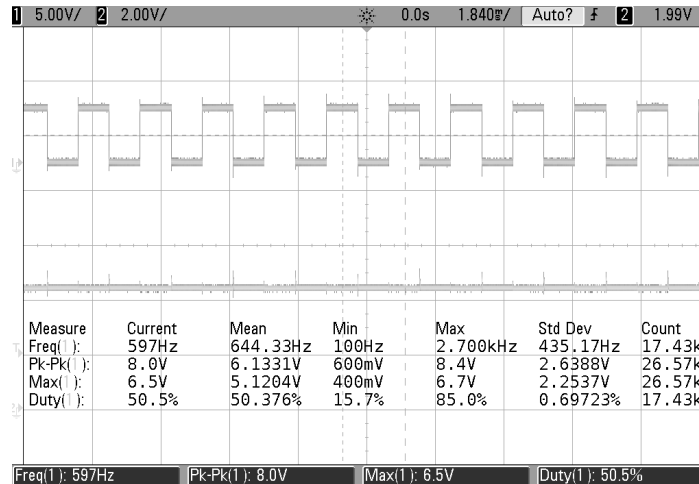 1 5.00V/ 2 2.00V/ 0.0s 1.840m/ Auto? 2 1.99V
Measure Current Mean Min Max Std Dev Count
Freq(1): 597Hz 644.33Hz 100Hz 2.700kHz 435.17Hz 17.43k
Pk-Pk(1): 8.0V 6.1331V 600mV 8.4V 2.6388V 26.57k
Max(1): 6.5V 5.1204V 400mV 6.7V 2.2537V 26.57k
Duty(1): 50.5% 50.376% 15.7% 85.0% 0.69723% 17.43k
Freq(1): 597Hz Pk-Pk(1): 8.0V Max(1): 6.5V Duty(1): 50.5%